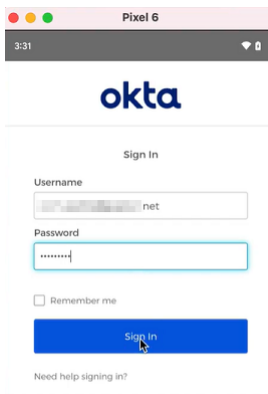 Pixel 6
3:31
okta
Sign In
Username
net
Password
•••••••••
Remember me
Sign In
Need help signing in?